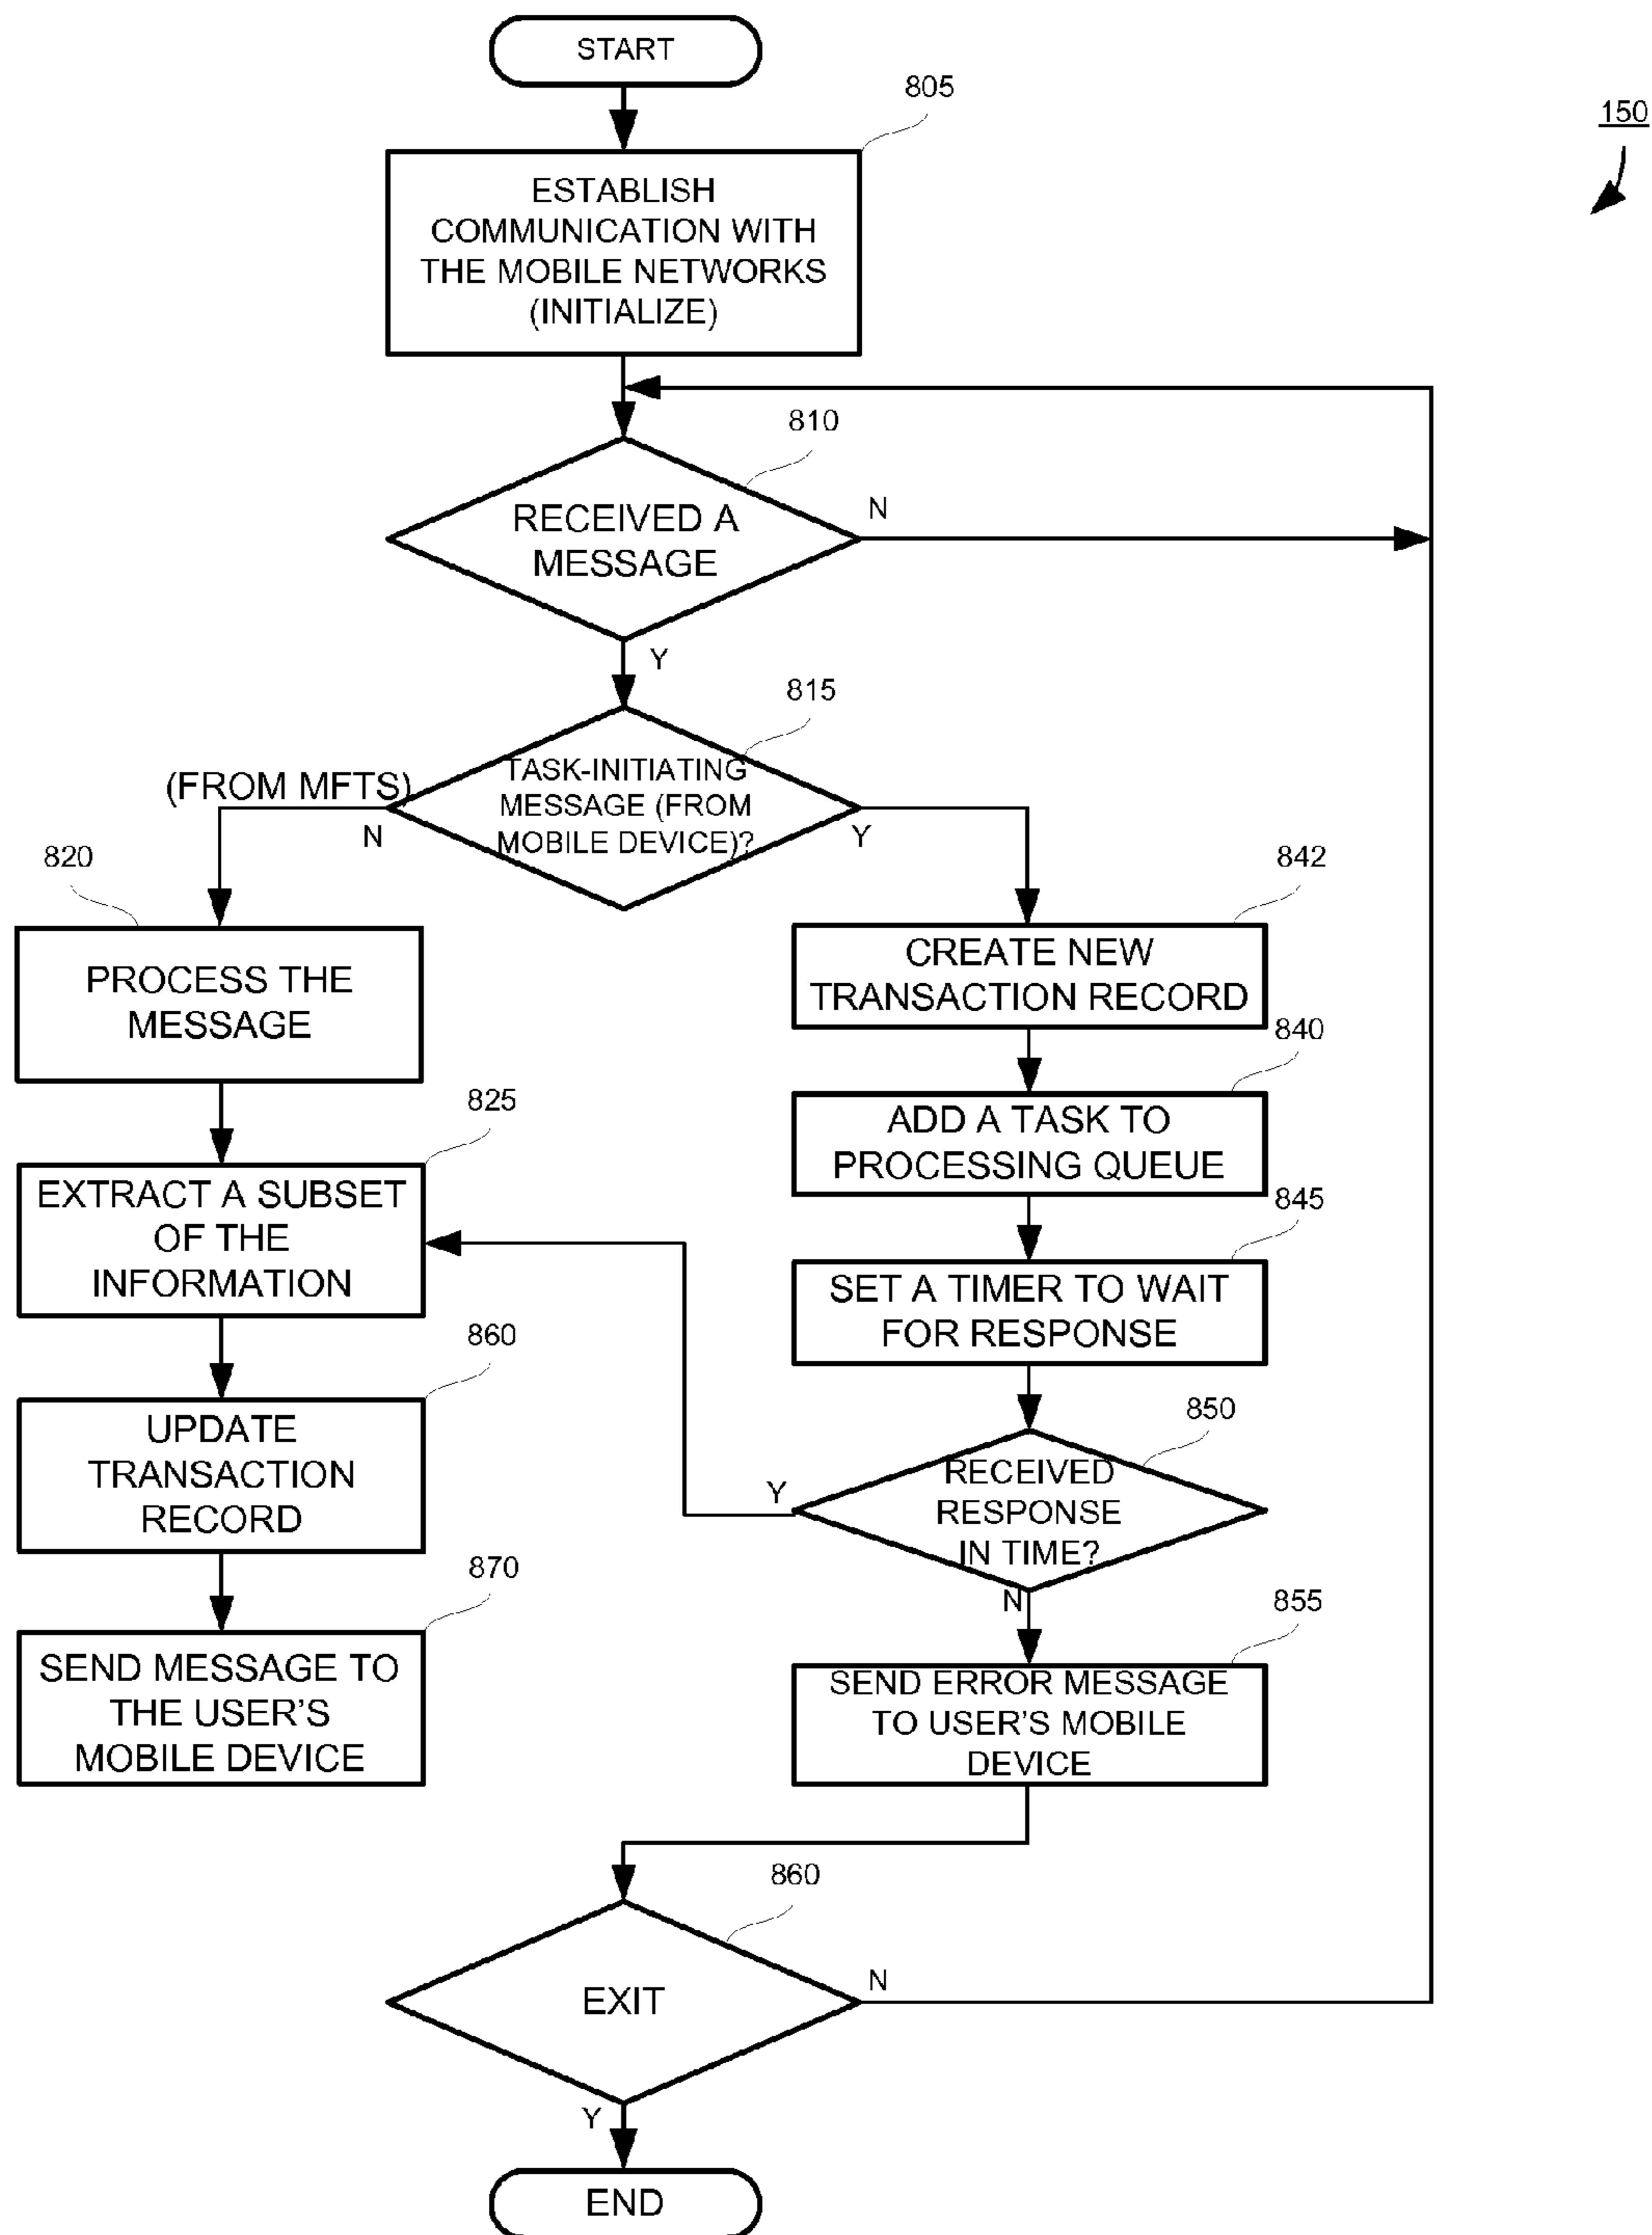 START
805
150
ESTABLISH
COMMUNICATION WITH
THE MOBILE NETWORKS
(INITIALIZE)
810
RECEIVED A
MESSAGE
N
Y
815
TASK-INITIATING
MESSAGE (FROM
MOBILE DEVICE)?
(FROM MFTS)
N
Y
820
PROCESS THE
MESSAGE
842
CREATE NEW
TRANSACTION RECORD
840
ADD A TASK TO
PROCESSING QUEUE
825
EXTRACT A SUBSET
OF THE
INFORMATION
845
SET A TIMER TO WAIT
FOR RESPONSE
860
UPDATE
TRANSACTION
RECORD
850
RECEIVED
RESPONSE
IN TIME?
Y
N
870
SEND MESSAGE TO
THE USER'S
MOBILE DEVICE
855
SEND ERROR MESSAGE
TO USER'S MOBILE
DEVICE
860
EXIT
N
Y
END